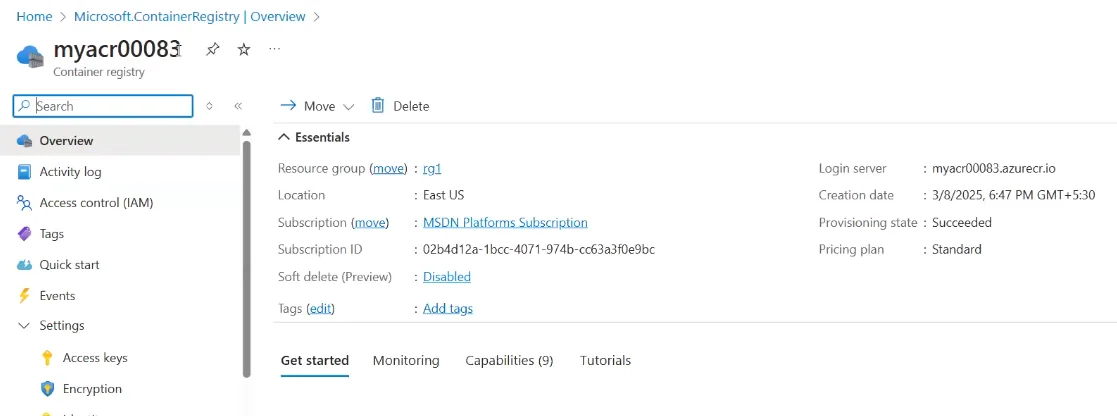 Home > Microsoft.ContainerRegistry | Overview >
myacr00083
Container registry
Search
Overview
Activity log
Access control (IAM)
Tags
Quick start
Events
Settings
Access keys
Encryption
Move
Delete
Essentials
Resource group (move) : rg1
Location : East US
Subscription (move) : MSDN Platforms Subscription
Subscription ID : 02b4d12a-1bcc-4071-974b-cc63a3f0e9bc
Soft delete (Preview) : Disabled
Tags (edit) : Add tags
Login server : myacr00083.azurecr.io
Creation date : 3/8/2025, 6:47 PM GMT+5:30
Provisioning state : Succeeded
Pricing plan : Standard
Get started Monitoring Capabilities (9) Tutorials